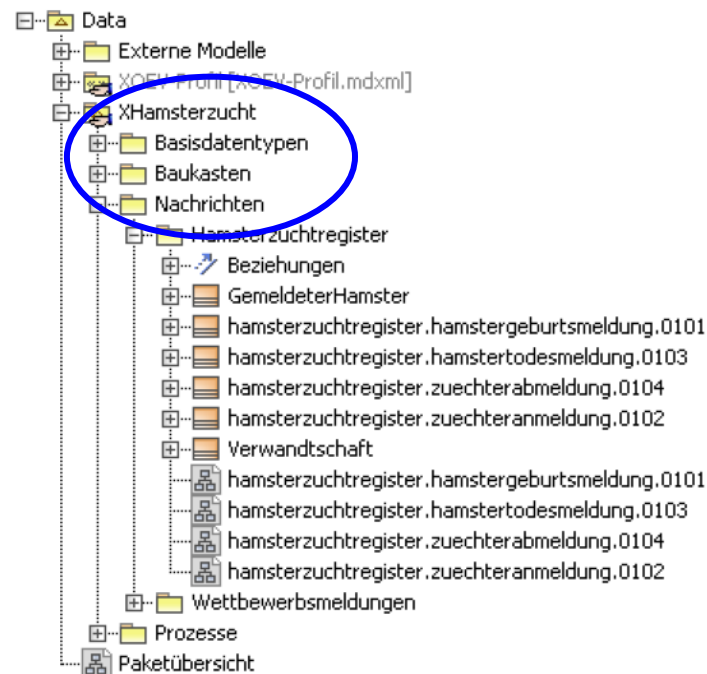 Data
Externe Modelle
XOEV-Profil [XOEV-Profil.mdxml]
XHamsterzucht
Basisdatentypen
Baukasten
Nachrichten
Hamsterzuchtregister
Beziehungen
GemeldeterHamster
hamsterzuchtregister.hamstergeburtsmeldung.0101
hamsterzuchtregister.hamstertodesmeldung.0103
hamsterzuchtregister.zuechterabmeldung.0104
hamsterzuchtregister.zuechteranmeldung.0102
Verwandtschaft
hamsterzuchtregister.hamstergeburtsmeldung.0101
hamsterzuchtregister.hamstertodesmeldung.0103
hamsterzuchtregister.zuechterabmeldung.0104
hamsterzuchtregister.zuechteranmeldung.0102
Wettbewerbsmeldungen
Prozesse
Paketübersicht